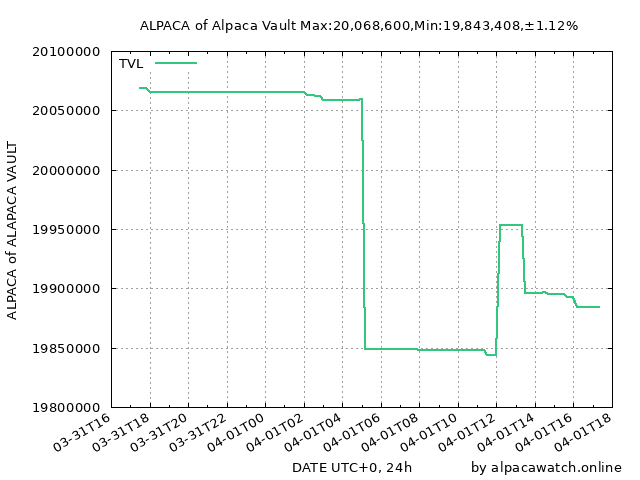 ALPACA of Alpaca Vault Max:20,068,600,Min:19,843,408,±1.12%
TVL
20100000
20050000
20000000
19950000
19900000
19850000
19800000
ALPACA of ALAPACA VAULT
03-31T16
03-31T18
03-31T20
03-31T22
04-01T00
04-01T02
04-01T04
04-01T06
04-01T08
04-01T10
04-01T12
04-01T14
04-01T16
04-01T18
DATE UTC+0, 24h
by alpacawatch.online